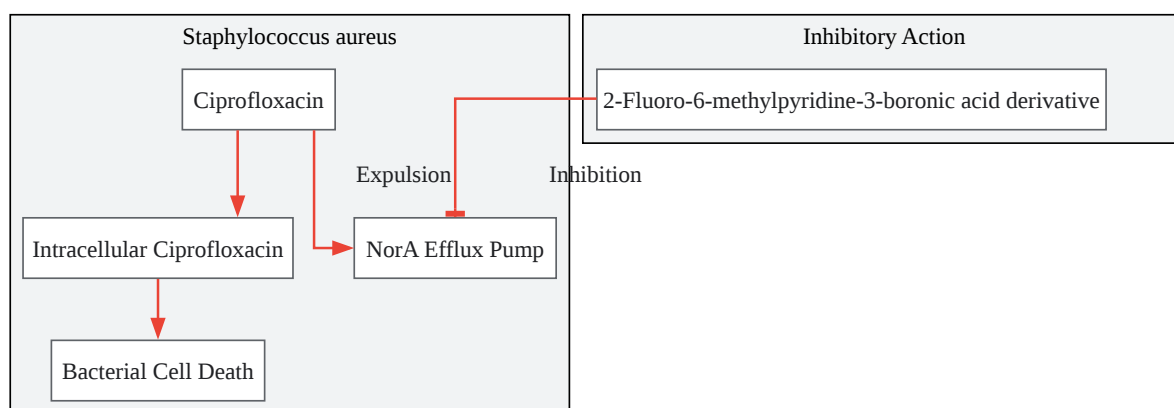 Staphylococcus aureus
Inhibitory Action
Ciprofloxacin
2-Fluoro-6-methylpyridine-3-boronic acid derivative
Expulsion
Inhibition
Intracellular Ciprofloxacin
NorA Efflux Pump
Bacterial Cell Death